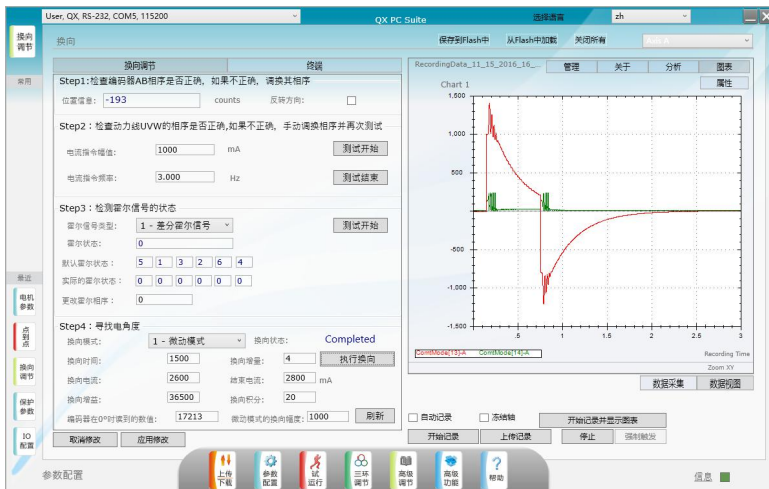 User, QX, RS-232, COM5, 115200
QX PC Suite
选择语言
zh
换向调节
换向
保存到Flash中 从Flash中加载 关闭所有
Axis A
常用
换向调节 终端
Step1:检查编码器AB相序是否正确, 如果不正确, 调换其相序
位置信息: -193 counts 反转方向:
Step2:检查动力线UVW的相序是否正确,如果不正确, 手动调换相序并再次测试
电流指令幅值: 1000 mA 测试开始
电流指令频率: 3.000 Hz 测试结束
Step3:检测霍尔信号的状态
霍尔信号类型: 1 - 差分霍尔信号 测试开始
霍尔状态: 0
默认霍尔状态: 5 1 3 2 6 4
实际的霍尔状态: 0 0 0 0 0 0
更改霍尔相序: 0
Step4:寻找电角度
换向模式: 1 - 微动模式 换向状态: Completed
换向时间: 1500 换向增量: 4 执行换向
换向电流: 2600 结束电流: 2800 mA
换向增益: 36500 换向积分: 20
编码器在0°时读到的数值: 17213 微动模式的换向幅度: 1000 刷新
取消修改 应用修改
RecordingData_11_15_2016_16_... 管理 关于 分析 图表
Chart 1
属性
1,500
1,000
500
-500
-1,000
-1,500
.5 1 1.5 2 2.5 3
ComtMode[13]-A ComtMode[14]-A
Recording Time
Zoom XY
数据采集 数据视图
自动记录 冻结轴 开始记录并显示图表
开始记录 上传记录 停止 强制触发
最近
电机参数
点到点
换向调节
保护参数
IO配置
参数配置
上传下载
参数配置
试运行
三环调节
高级调节
高级功能
帮助
信息